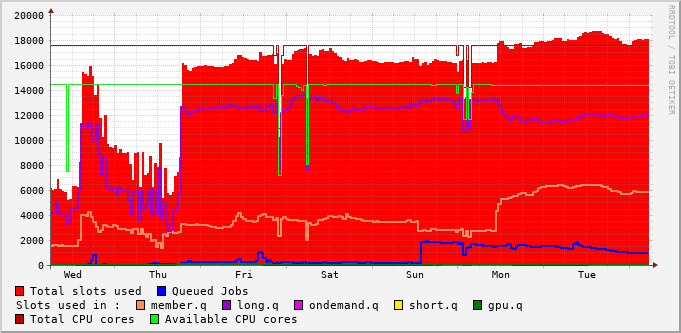 20000
18000
16000
14000
12000
10000
8000
6000
4000
2000
0
Wed Thu Fri Sat Sun Mon Tue
RRDTOOL / TOBI OETIKER
Total slots used Queued Jobs
Slots used in : member.q long.q ondemand.q short.q gpu.q
Total CPU cores Available CPU cores